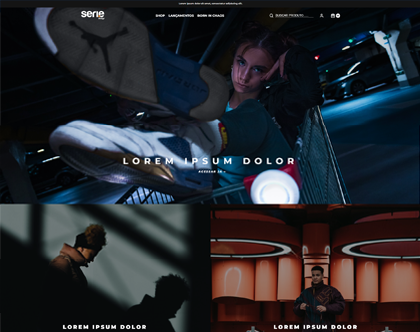 Lorem ipsum dolor sit amet, consectetur adipiscing elit.
serie
SHOP LANÇAMENTOS BORN IN CHAOS
BUSCAR PRODUTO
LOREM IPSUM DOLOR
ACESSAR JÁ
LOREM IPSUM DOLOR LOREM IPSUM DOLOR